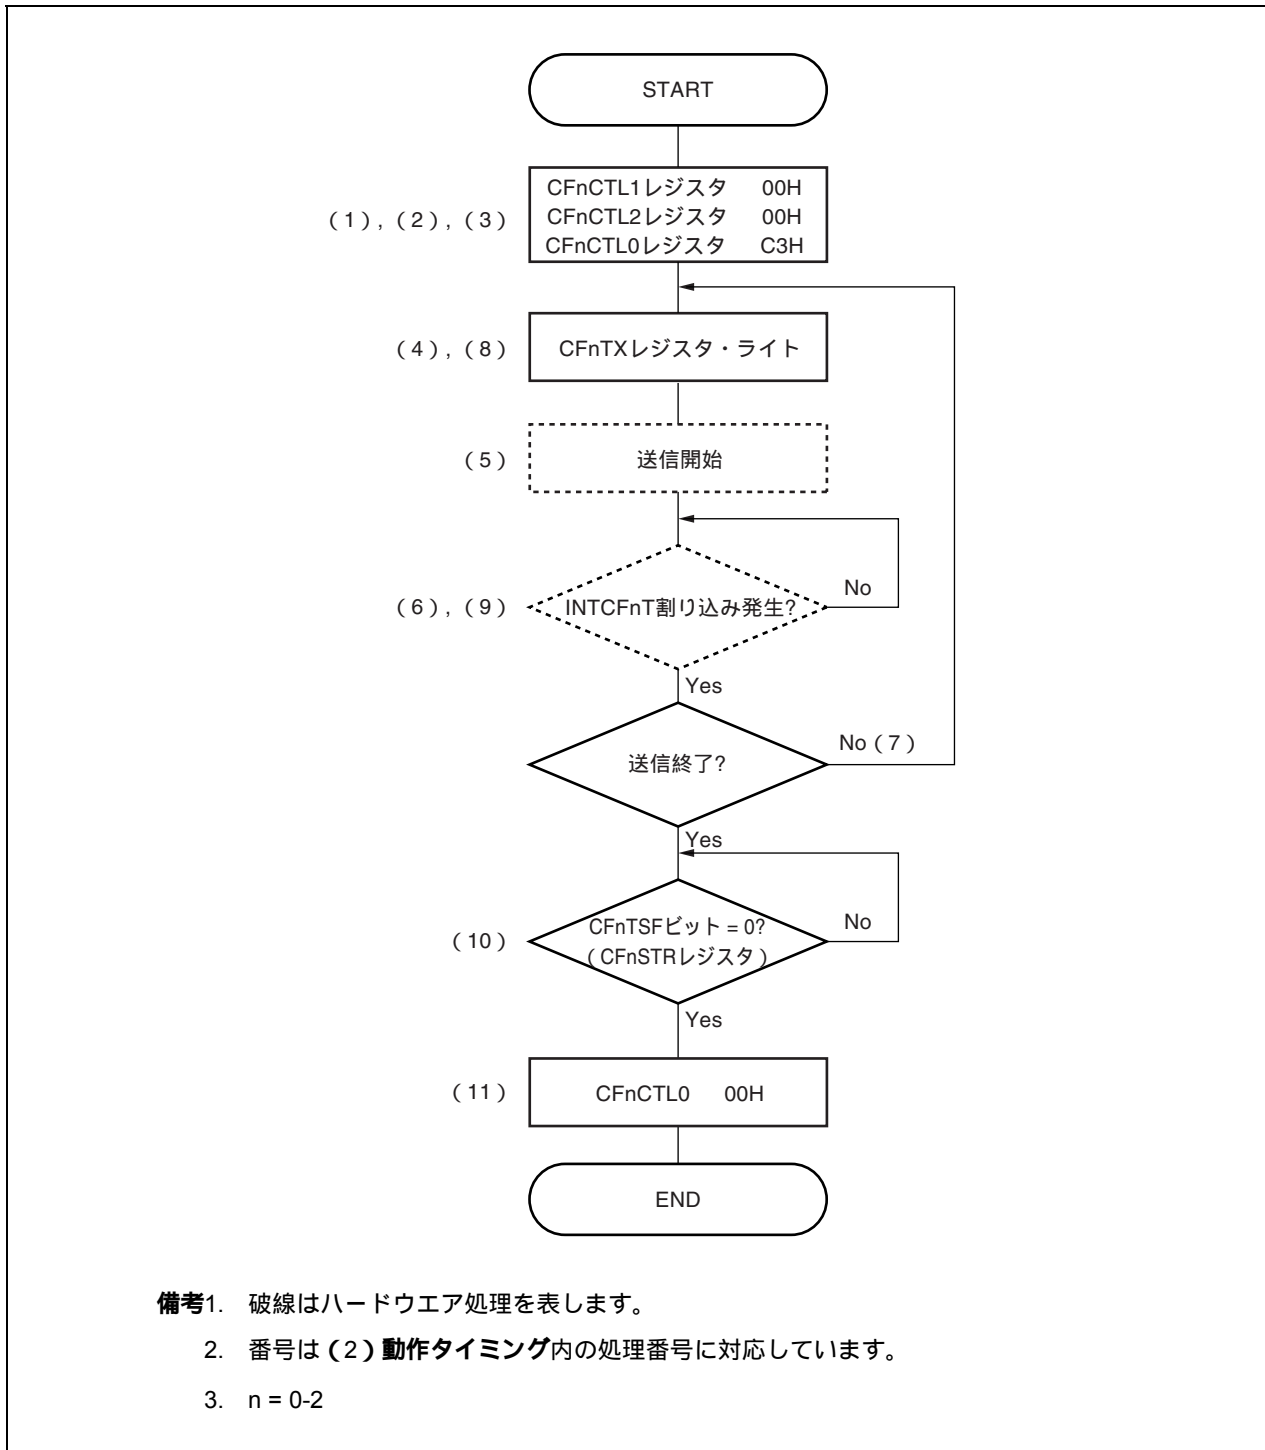 START
(1), (2), (3)
CFnCTL1レジスタ 00H
CFnCTL2レジスタ 00H
CFnCTL0レジスタ C3H
(4), (8)
CFnTXレジスタ・ライト
(5)
送信開始
(6), (9)
INTCFnT割り込み発生?
No
Yes
送信終了?
No(7)
Yes
(10)
CFnTSFビット = 0?
(CFnSTRレジスタ)
No
Yes
(11)
CFnCTL0 00H
END
備考1. 破線はハードウエア処理を表します。
2. 番号は(2)動作タイミング内の処理番号に対応しています。
3. n = 0-2